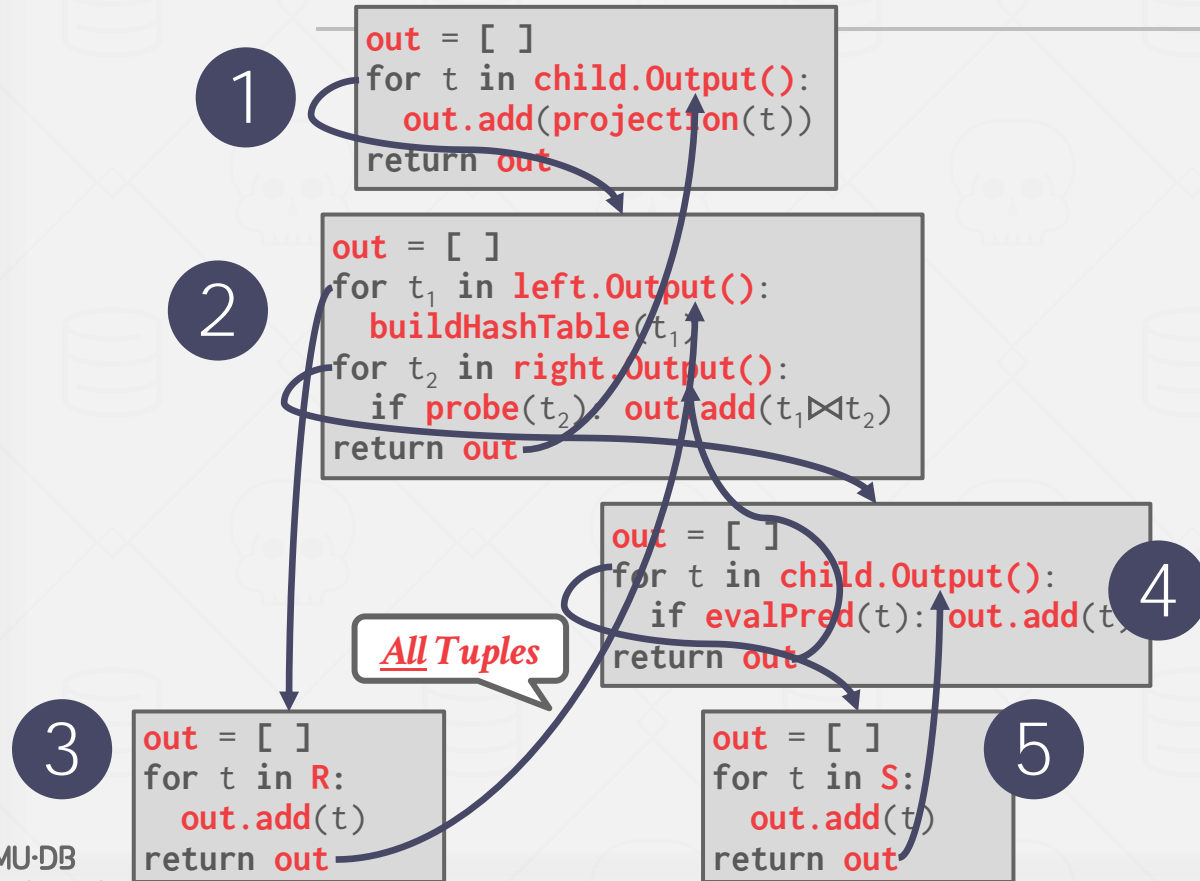 1
out = [ ]
for t in child.Output():
out.add(projection(t))
return out
2
out = [ ]
for t₁ in left.Output():
buildHashTable(t₁)
for t₂ in right.Output():
if probe(t₂): out.add(t₁⨝t₂)
return out
4
out = [ ]
for t in child.Output():
if evalPred(t): out.add(t
return out
All Tuples
3
out = [ ]
for t in R:
out.add(t)
return out
5
out = [ ]
for t in S:
out.add(t)
return out
MU·DB